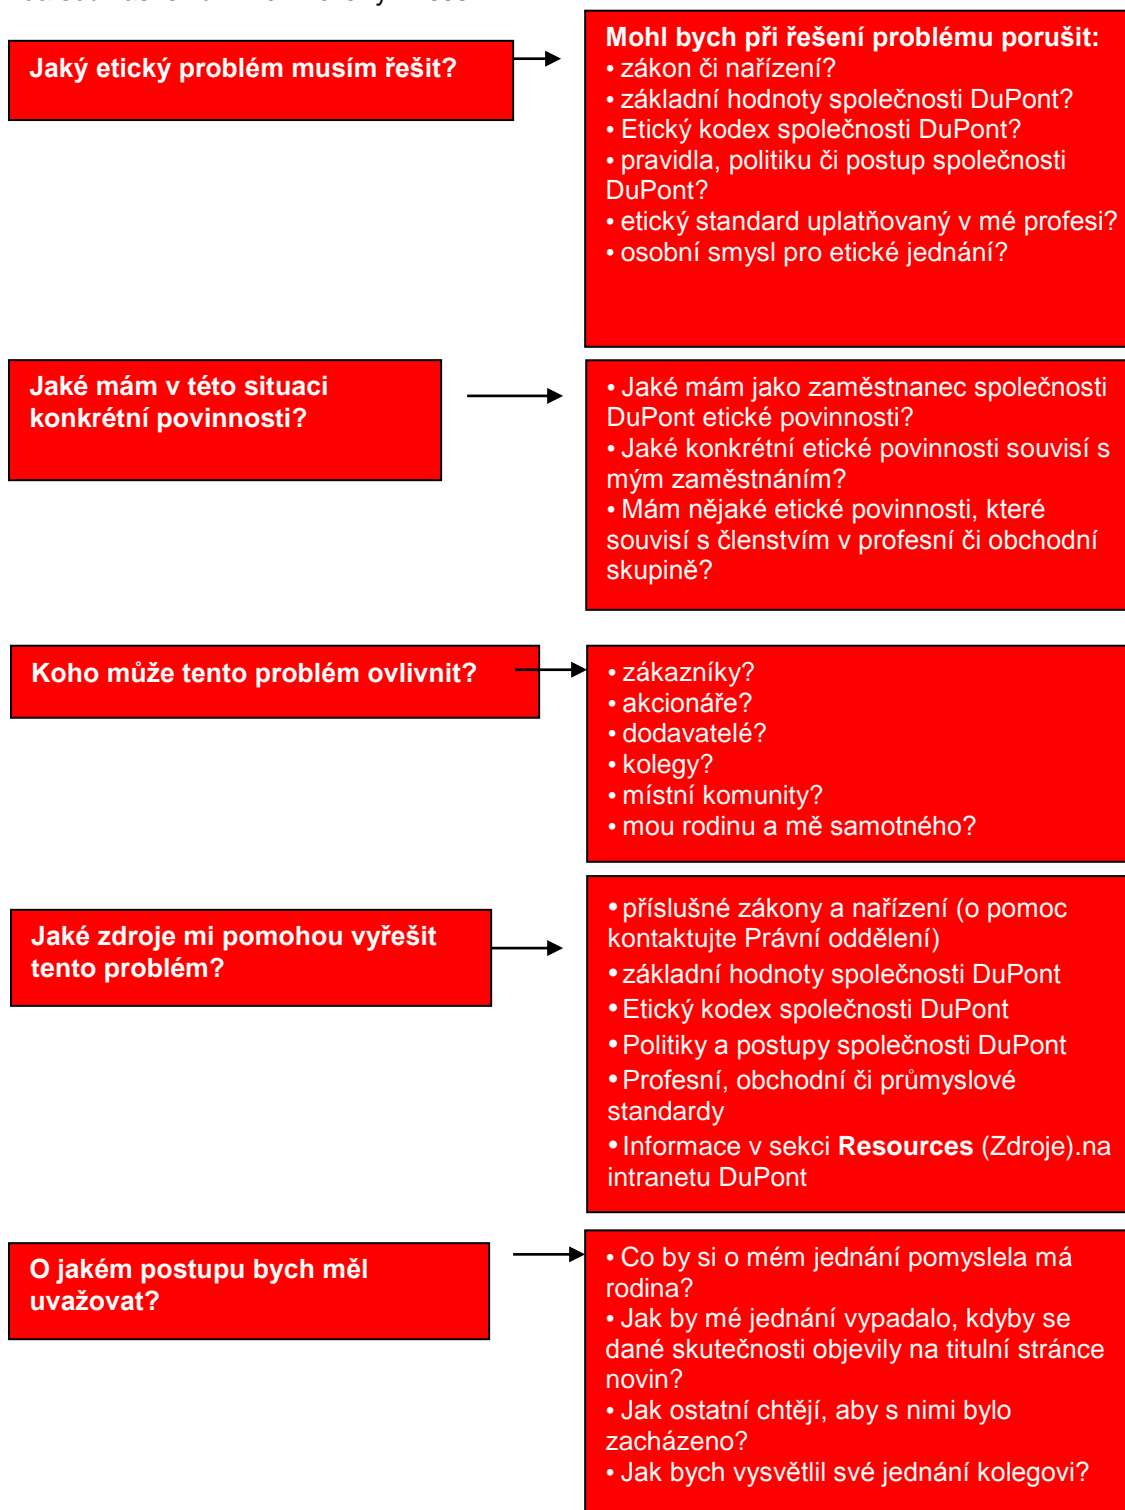 Jaký etický problém musím řešit?
Mohl bych při řešení problému porušit:
• zákon či nařízení?
• základní hodnoty společnosti DuPont?
• Etický kodex společnosti DuPont?
• pravidla, politiku či postup společnosti
DuPont?
• etický standard uplatňovaný v mé profesi?
• osobní smysl pro etické jednání?
Jaké mám v této situaci
konkrétní povinnosti?
• Jaké mám jako zaměstnanec společnosti
DuPont etické povinnosti?
• Jaké konkrétní etické povinnosti souvisí s
mým zaměstnáním?
• Mám nějaké etické povinnosti, které
souvisí s členstvím v profesní či obchodní
skupině?
Koho může tento problém ovlivnit?
• zákazníky?
• akcionáře?
• dodavatelé?
• kolegy?
• místní komunity?
• mou rodinu a mě samotného?
Jaké zdroje mi pomohou vyřešit
tento problém?
• příslušné zákony a nařízení (o pomoc
kontaktujte Právní oddělení)
• základní hodnoty společnosti DuPont
• Etický kodex společnosti DuPont
• Politiky a postupy společnosti DuPont
• Profesní, obchodní či průmyslové
standardy
• Informace v sekci Resources (Zdroje).na
intranetu DuPont
O jakém postupu bych měl
uvažovat?
• Co by si o mém jednání pomyslela má
rodina?
• Jak by mé jednání vypadalo, kdyby se
dané skutečnosti objevily na titulní stránce
novin?
• Jak ostatní chtějí, aby s nimi bylo
zacházeno?
• Jak bych vysvětlil své jednání kolegovi?